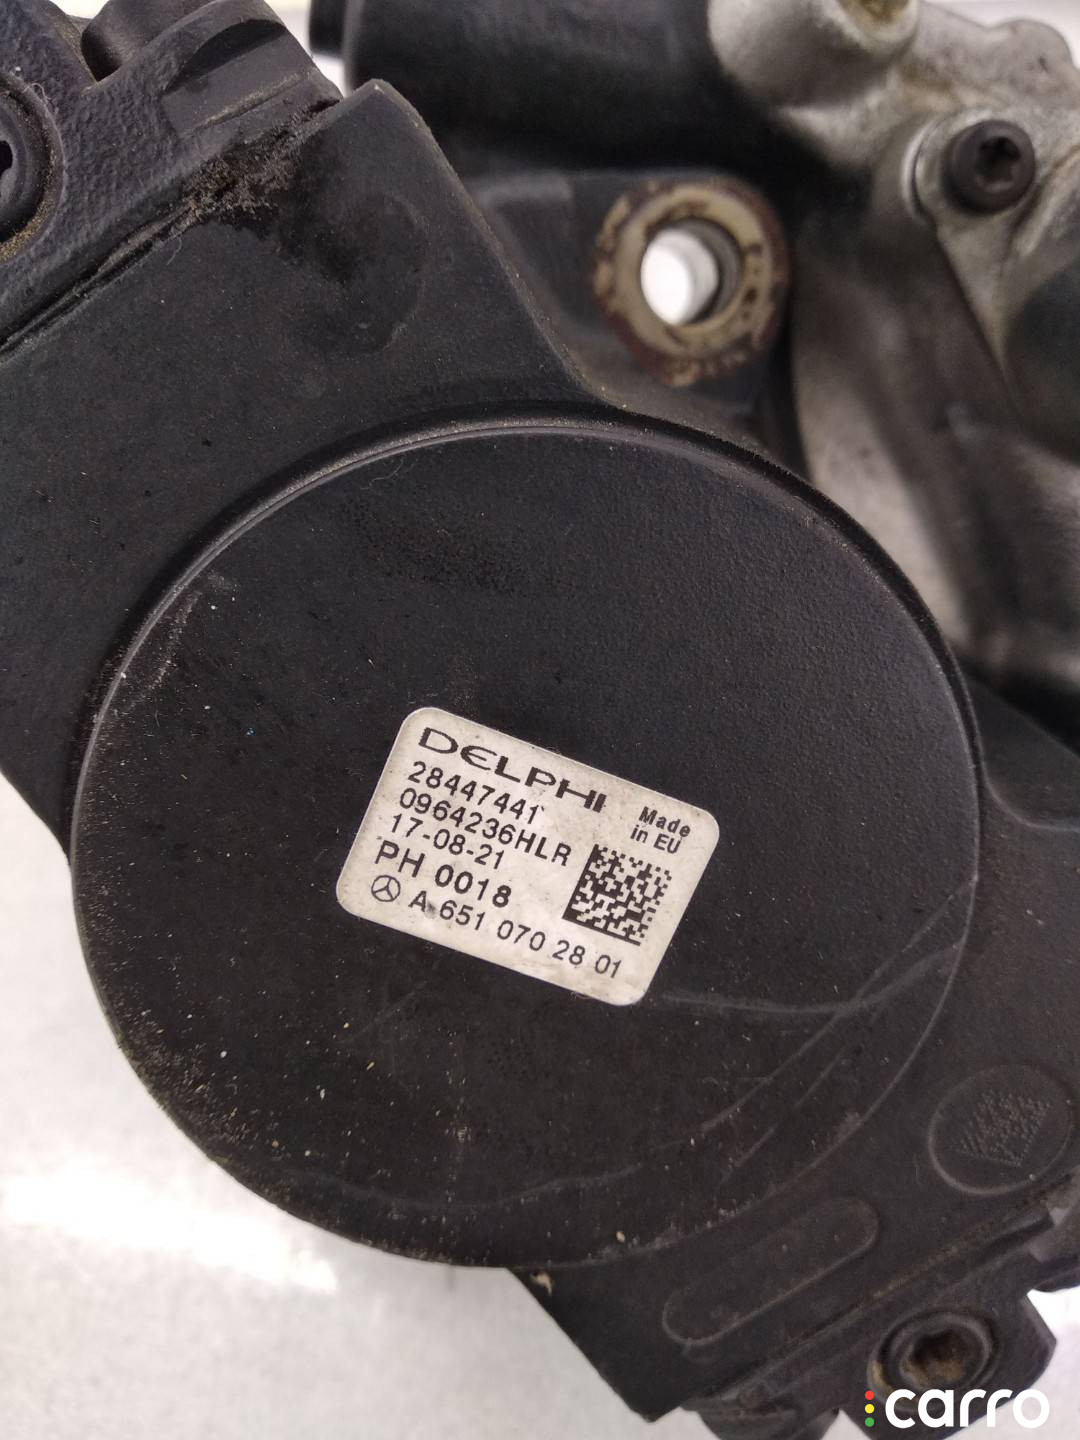 DELPHI
28447441
0964236HLR
17-08-21
PH 0018
A 651 070 28 01
Made
in EU
carro